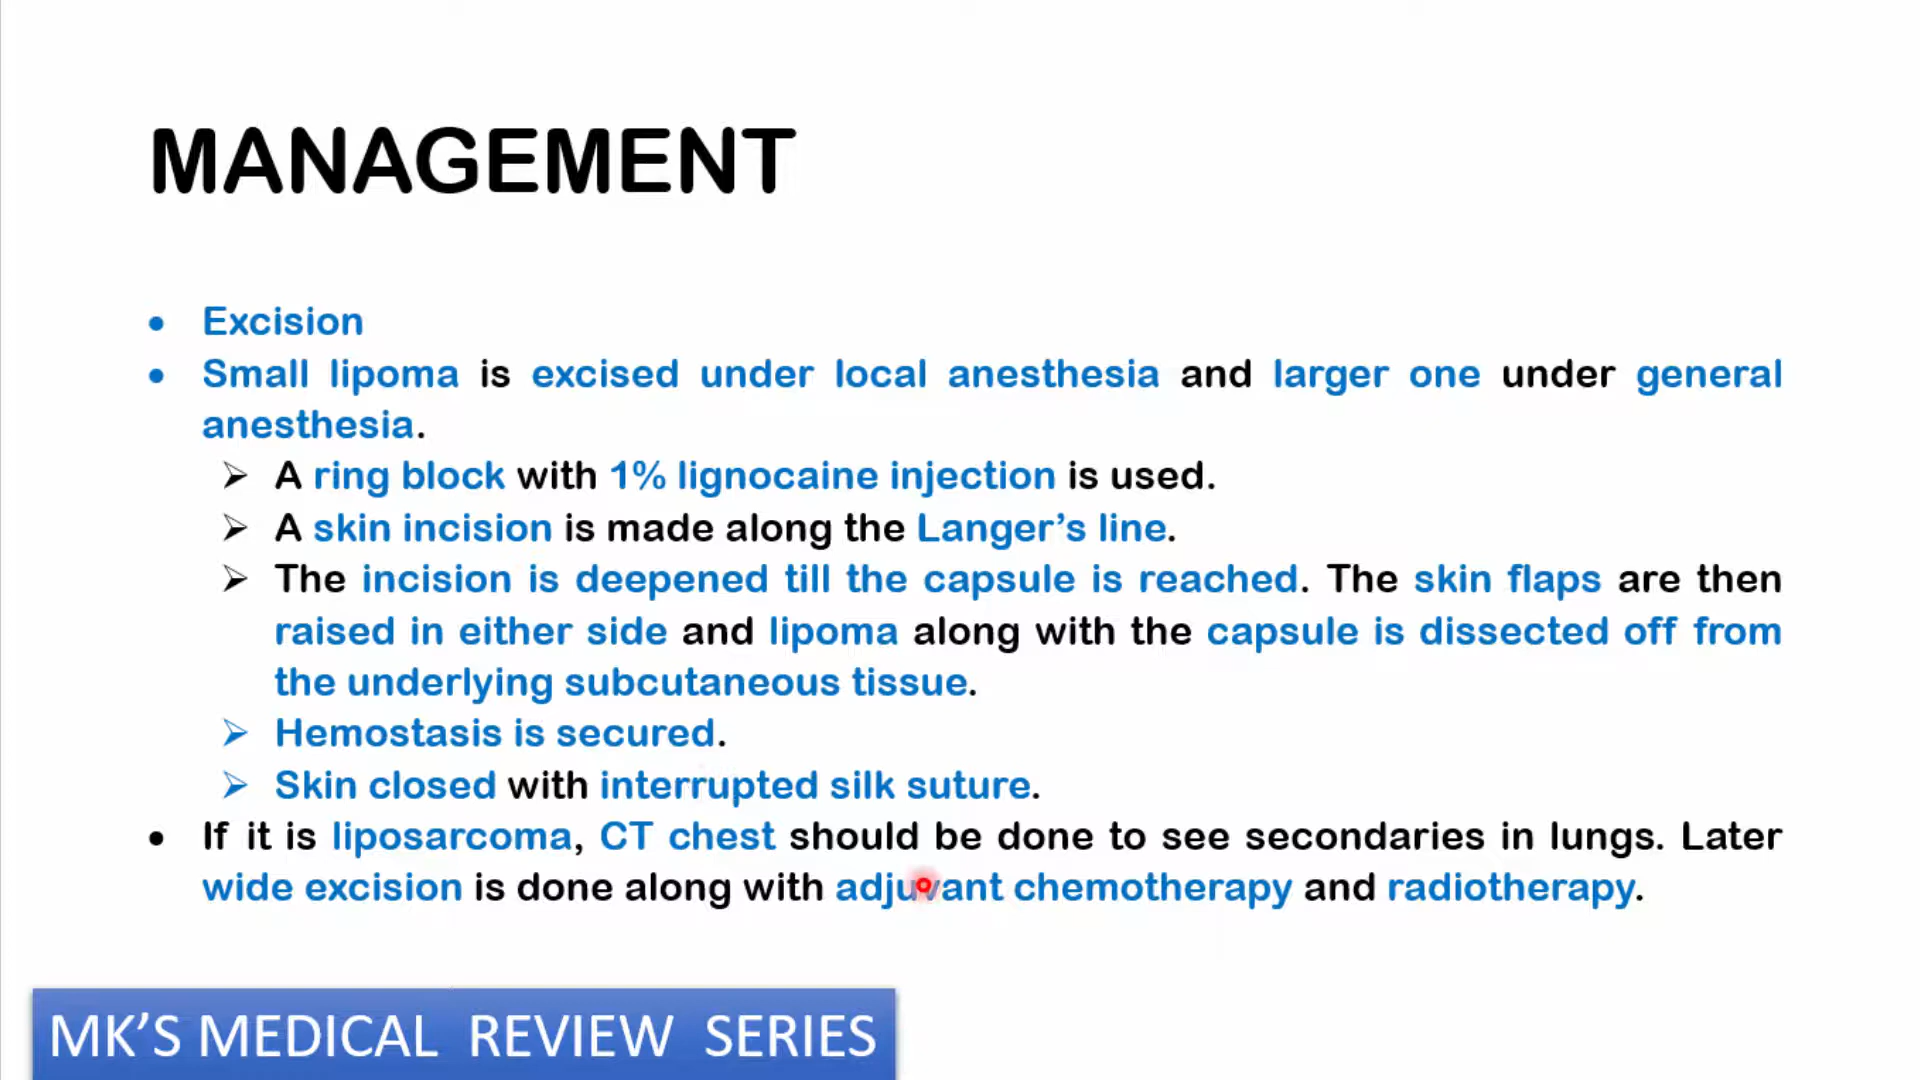 MANAGEMENT
• Excision
• Small lipoma is excised under local anesthesia and larger one under general
anesthesia.
➢ A ring block with 1% lignocaine injection is used.
➢ A skin incision is made along the Langer’s line.
➢ The incision is deepened till the capsule is reached. The skin flaps are then
raised in either side and lipoma along with the capsule is dissected off from
the underlying subcutaneous tissue.
➢ Hemostasis is secured.
➢ Skin closed with interrupted silk suture.
• If it is liposarcoma, CT chest should be done to see secondaries in lungs. Later
wide excision is done along with adjuvant chemotherapy and radiotherapy.
MK’S MEDICAL REVIEW SERIES